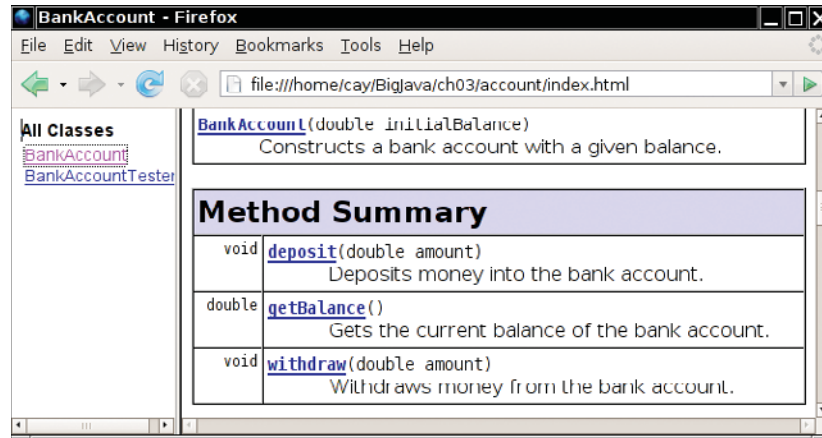 BankAccount - Firefox
File Edit View History Bookmarks Tools Help
file:///home/cay/BigJava/ch03/account/index.html
All Classes
BankAccount
BankAccountTester
BankAccount(double initialBalance)
Constructs a bank account with a given balance.
Method Summary
void deposit(double amount)
Deposits money into the bank account.
double getBalance()
Gets the current balance of the bank account.
void withdraw(double amount)
Withdraws money from the bank account.